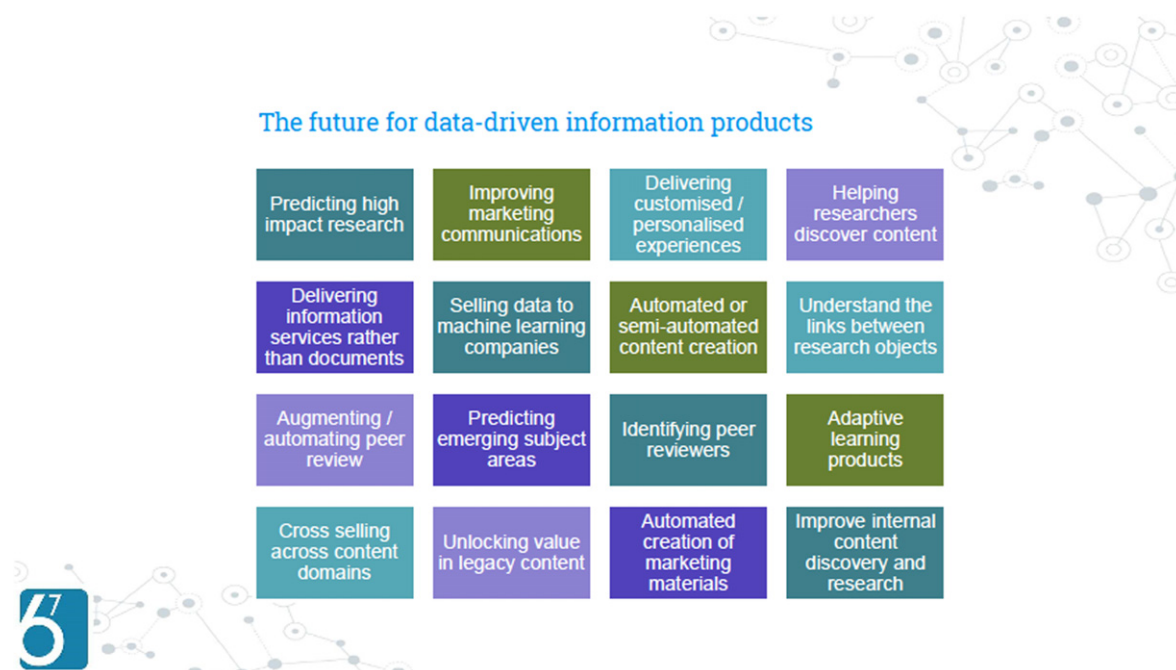 The future for data-driven information products
Predicting high
impact research
Improving
marketing
communications
Delivering
customised /
personalised
experiences
Helping
researchers
discover content
Delivering
information
services rather
than documents
Selling data to
machine learning
companies
Automated or
semi-automated
content creation
Understand the
links between
research objects
Augmenting /
automating peer
review
Predicting
emerging subject
areas
Identifying peer
reviewers
Adaptive
learning
products
Cross selling
across content
domains
Unlocking value
in legacy content
Automated
creation of
marketing
materials
Improve internal
content
discovery and
research
67